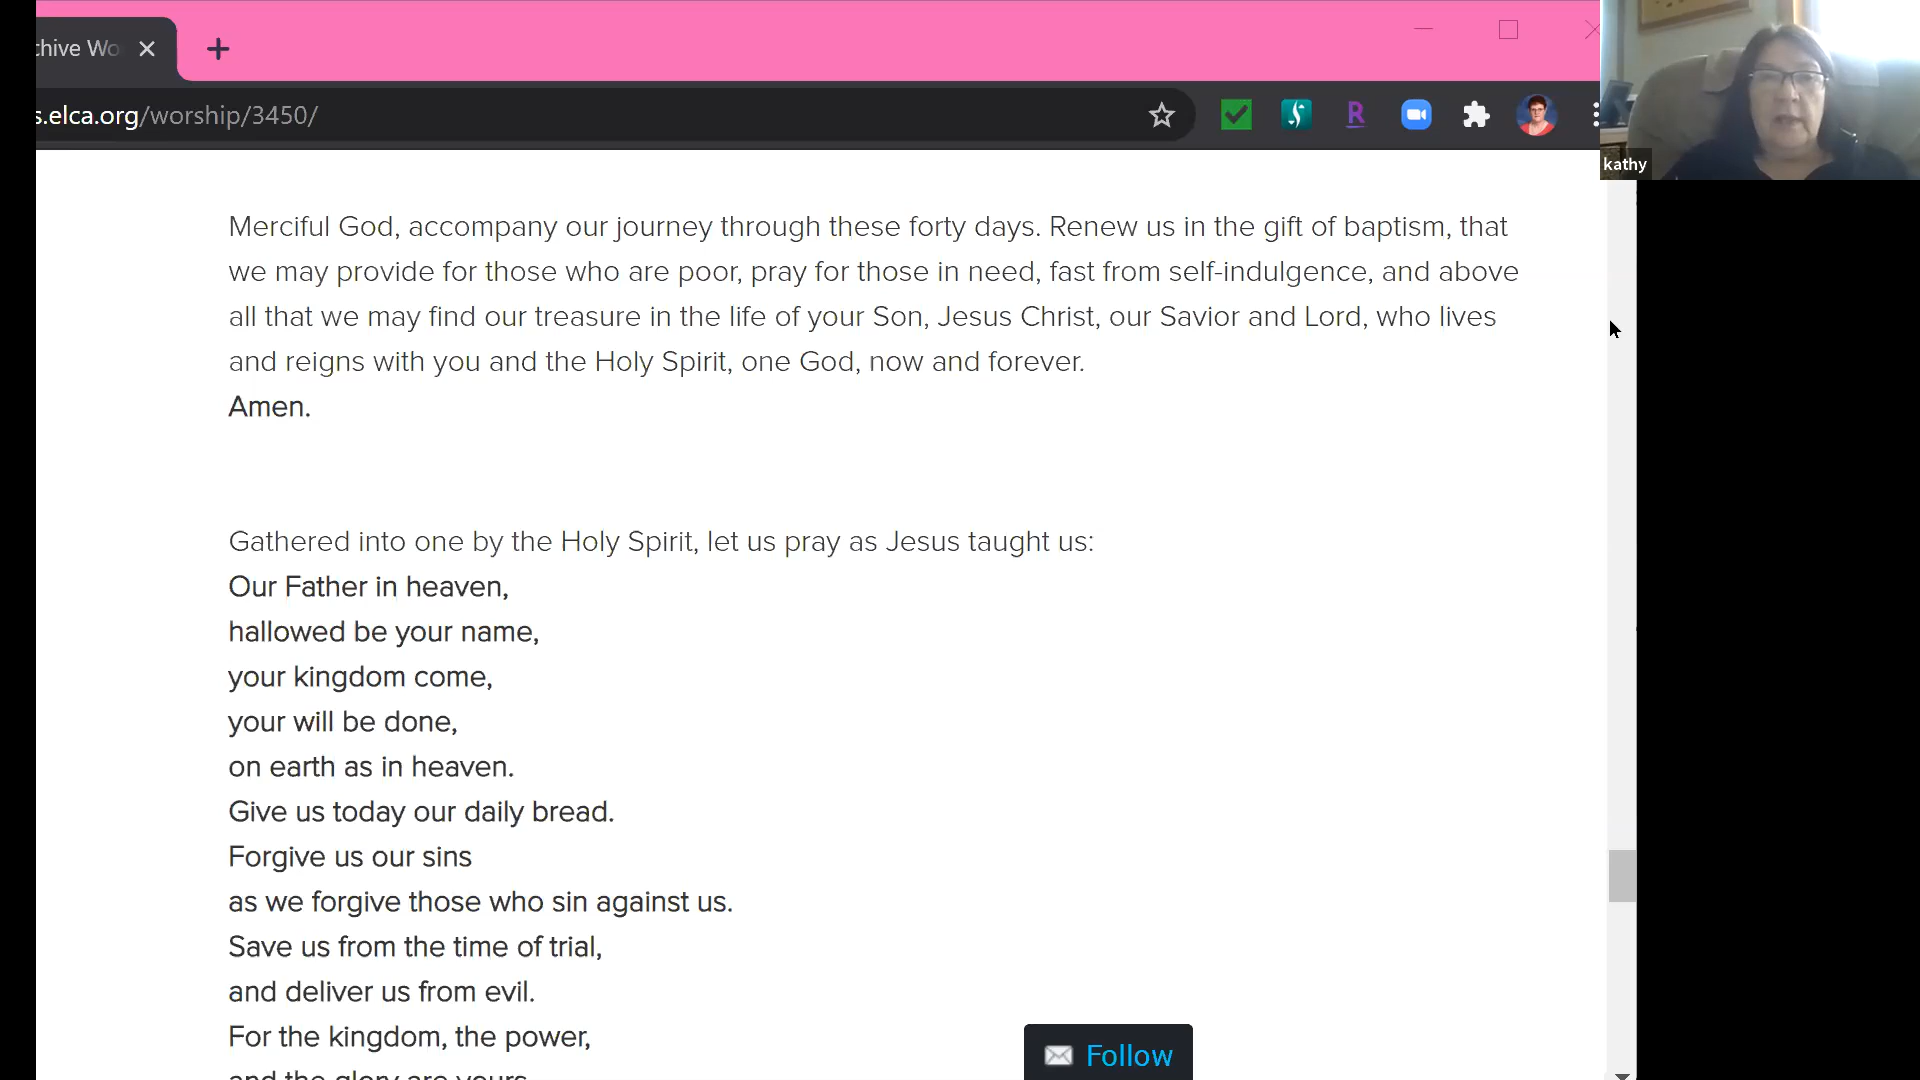 chive Wo
s.elca.org/worship/3450/
R
kathy
Merciful God, accompany our journey through these forty days. Renew us in the gift of baptism, that
we may provide for those who are poor, pray for those in need, fast from self-indulgence, and above
all that we may find our treasure in the life of your Son, Jesus Christ, our Savior and Lord, who lives
and reigns with you and the Holy Spirit, one God, now and forever.
Amen.
Gathered into one by the Holy Spirit, let us pray as Jesus taught us:
Our Father in heaven,
hallowed be your name,
your kingdom come,
your will be done,
on earth as in heaven.
Give us today our daily bread.
Forgive us our sins
as we forgive those who sin against us.
Save us from the time of trial,
and deliver us from evil.
For the kingdom, the power,
and the glory are yours
Follow